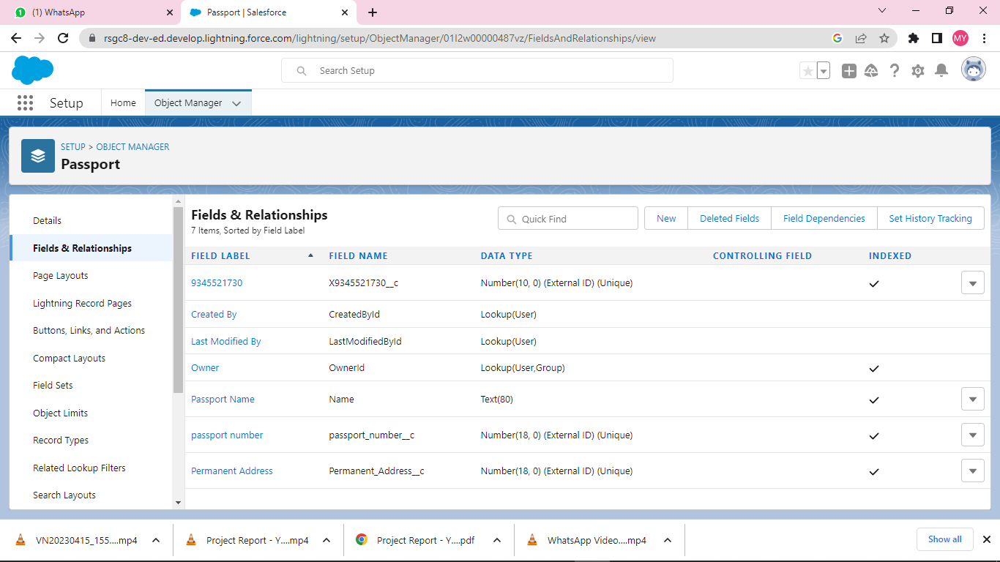 (1) WhatsApp
Passport | Salesforce
rsgc8-dev-ed.develop.lightning.force.com/lightning/setup/ObjectManager/01I2w00000487vz/FieldsAndRelationships/view
MY
Search Setup
Setup
Home
Object Manager
SETUP > OBJECT MANAGER
Passport
Details
Fields & Relationships
Page Layouts
Lightning Record Pages
Buttons, Links, and Actions
Compact Layouts
Field Sets
Object Limits
Record Types
Related Lookup Filters
Search Layouts
Fields & Relationships
7 Items, Sorted by Field Label
Quick Find
New
Deleted Fields
Field Dependencies
Set History Tracking
FIELD LABEL FIELD NAME DATA TYPE CONTROLLING FIELD INDEXED
9345521730 X9345521730__c Number(10, 0) (External ID) (Unique)
Created By CreatedById Lookup(User)
Last Modified By LastModifiedById Lookup(User)
Owner OwnerId Lookup(User,Group)
Passport Name Name Text(80)
passport number passport_number__c Number(18, 0) (External ID) (Unique)
Permanent Address Permanent_Address__c Number(18, 0) (External ID) (Unique)
VN20230415_155....mp4
Project Report - Y....mp4
Project Report - Y....pdf
WhatsApp Video....mp4
Show all